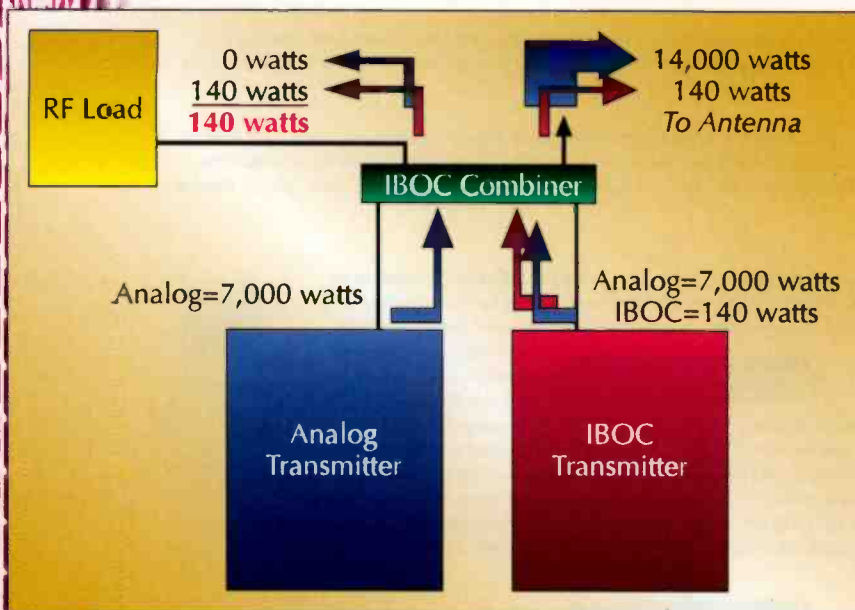 RF Load
0 watts
140 watts
140 watts
14,000 watts
140 watts
To Antenna
IBOC Combiner
Analog=7,000 watts
Analog=7,000 watts
IBOC=140 watts
Analog
Transmitter
IBOC
Transmitter